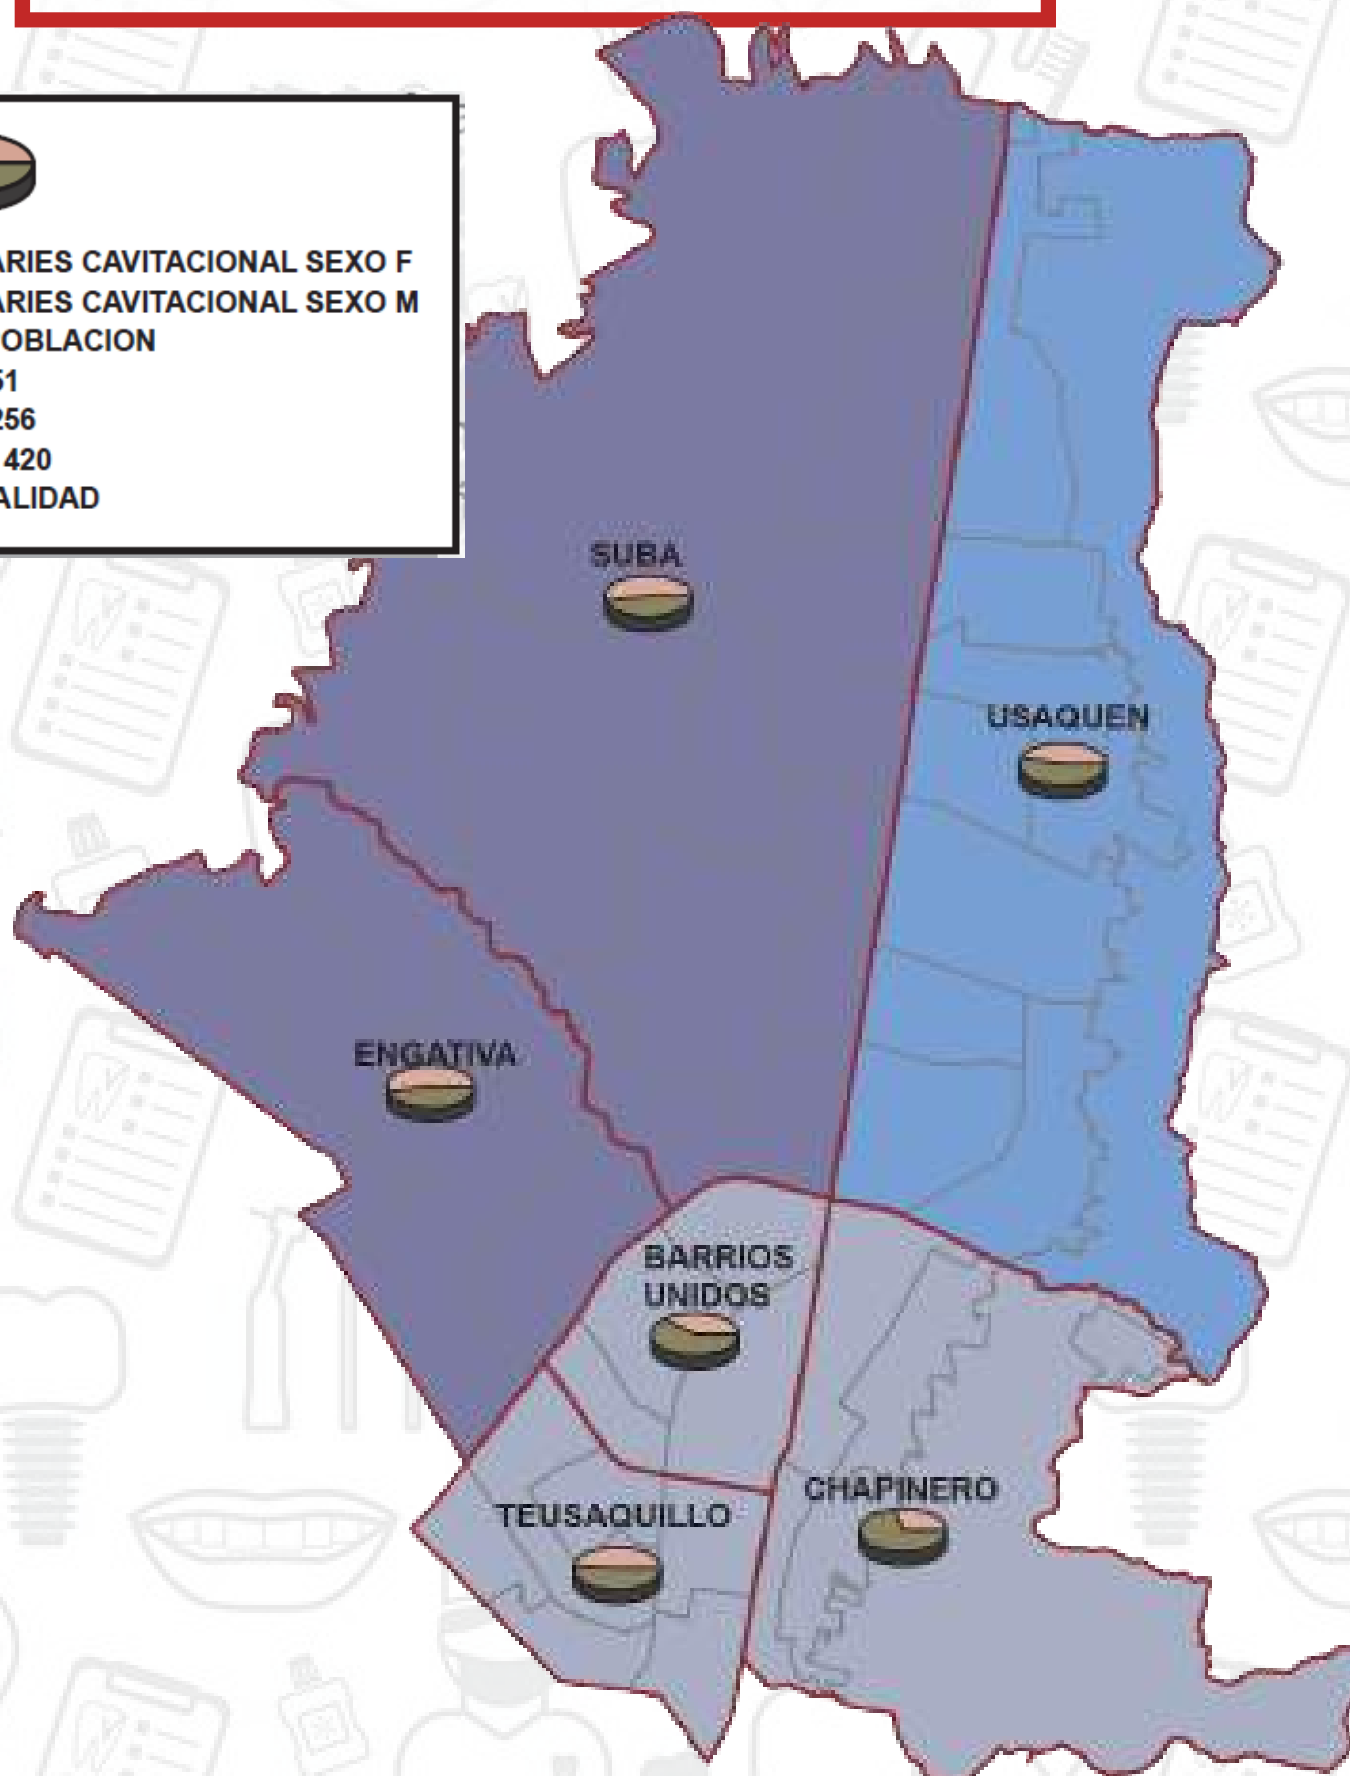 ARIES CAVITACIONAL SEXO F
ARIES CAVITACIONAL SEXO M
OBLACION
51
256
420
ALIDAD
SUBA
USAQUEN
ENGATIVA
BARRIOS
UNIDOS
CHAPINERO
TEUSAQUILLO